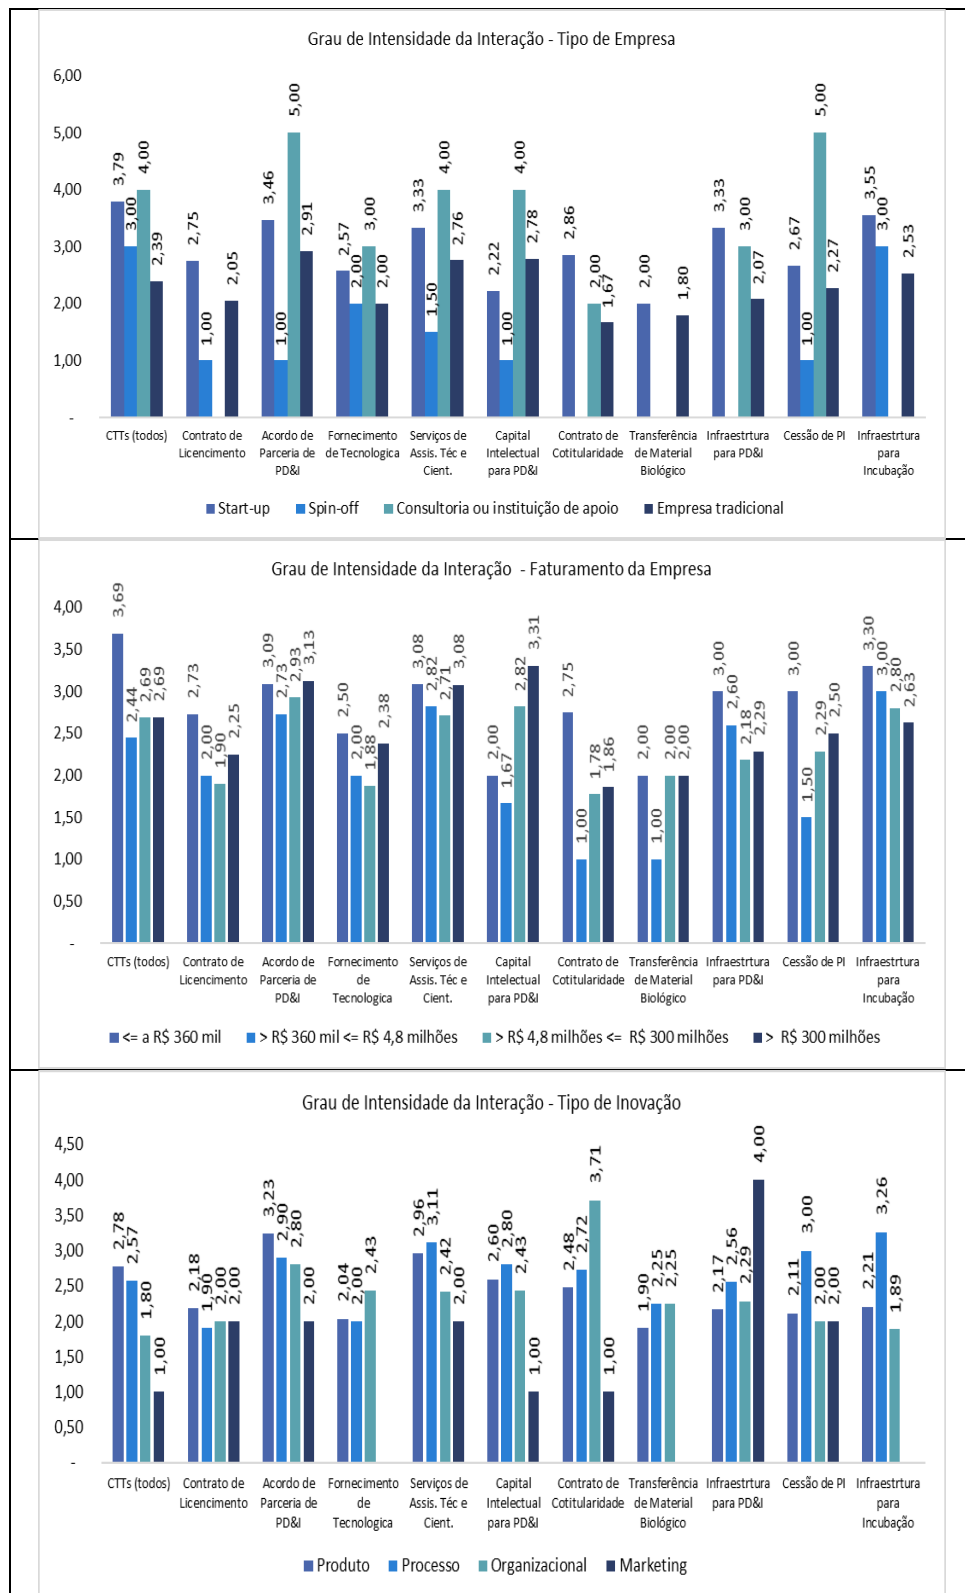 Grau de Intensidade da Interação - Tipo de Empresa
6,00
5,00
4,00
3,00
2,00
1,00
-
3,79
3,00
4,00
2,39
2,75
1,00
2,05
3,46
1,00
5,00
2,91
2,57
2,00
3,00
2,00
3,33
1,50
4,00
2,76
2,22
1,00
4,00
2,78
2,86
2,00
1,67
2,00
1,80
3,33
3,00
2,07
2,67
1,00
5,00
2,27
3,55
3,00
2,53
CTTs (todos)
Contrato de
Licencimento
Acordo de
Parceria de
PD&I
Fornecimento
de Tecnologica
Serviços de
Assis. Téc e
Cient.
Capital
Intelectual
para PD&I
Contrato de
Cotitularidade
Transferência
de Material
Biológico
Infraestrtura
para PD&I
Cessão de PI
Infraestrtura
para
Incubação
Start-up
Spin-off
Consultoria ou instituição de apoio
Empresa tradicional
Grau de Intensidade da Interação - Faturamento da Empresa
4,00
3,50
3,00
2,50
2,00
1,50
1,00
0,50
-
3,69
2,44
2,69
2,69
2,73
2,00
1,90
2,25
3,09
2,73
2,93
3,13
2,50
2,00
1,88
2,38
3,08
2,82
2,71
3,08
2,00
1,67
2,82
3,31
2,75
1,00
1,78
1,86
2,00
1,00
2,00
2,00
3,00
2,60
2,18
2,29
3,00
1,50
2,29
2,50
3,30
3,00
2,80
2,63
CTTs (todos)
Contrato de
Licencimento
Acordo de
Parceria de
PD&I
Fornecimento
de
Tecnologica
Serviços de
Assis. Téc e
Cient.
Capital
Intelectual
para PD&I
Contrato de
Cotitularidade
Transferência
de Material
Biológico
Infraestrtura
para PD&I
Cessão de PI
Infraestrtura
para
Incubação
<= a R$ 360 mil
> R$ 360 mil <= R$ 4,8 milhões
> R$ 4,8 milhões <= R$ 300 milhões
> R$ 300 milhões
Grau de Intensidade da Interação - Tipo de Inovação
4,50
4,00
3,50
3,00
2,50
2,00
1,50
1,00
0,50
-
2,78
2,57
1,80
1,00
2,18
1,90
2,00
2,00
3,23
2,90
2,80
2,00
2,04
2,00
2,43
2,96
3,11
2,42
2,00
2,60
2,80
2,43
1,00
2,48
2,72
3,71
1,00
1,90
2,25
2,25
2,17
2,56
2,29
4,00
2,11
3,00
2,00
2,00
2,21
3,26
1,89
CTTs (todos)
Contrato de
Licencimento
Acordo de
Parceria de
PD&I
Fornecimento
de
Tecnologica
Serviços de
Assis. Téc e
Cient.
Capital
Intelectual
para PD&I
Contrato de
Cotitularidade
Transferência
de Material
Biológico
Infraestrtura
para PD&I
Cessão de PI
Infraestrtura
para
Incubação
Produto
Processo
Organizacional
Marketing